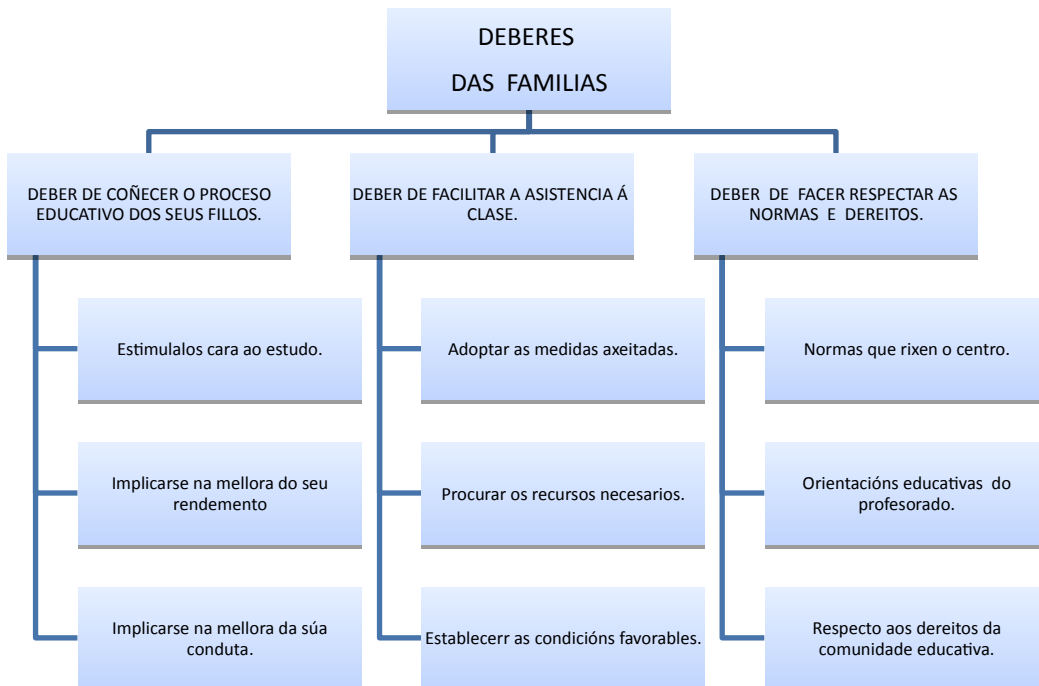 DEBERES
DAS FAMILIAS
DEBER DE COÑECER O PROCESO
EDUCATIVO DOS SEUS FILLOS.
Estimulalos cara ao estudo.
Implicarse na mellora do seu
rendemento
Implicarse na mellora da súa
conduta.
DEBER DE FACILITAR A ASISTENCIA Á
CLASE.
Adoptar as medidas axeitadas.
Procurar os recursos necesarios.
Establecerr as condicións favorables.
DEBER DE FACER RESPECTAR AS
NORMAS E DEREITOS.
Normas que rixen o centro.
Orientacións educativas do
profesorado.
Respecto aos dereitos da
comunidade educativa.